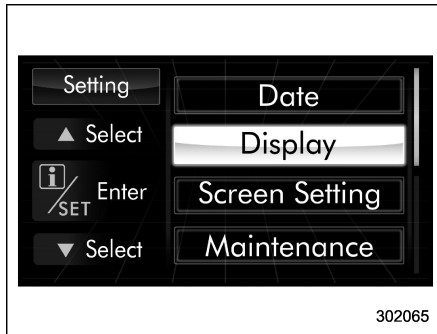 Setting
▲ Select
i/SET Enter
▼ Select
Date
Display
Screen Setting
Maintenance
302065